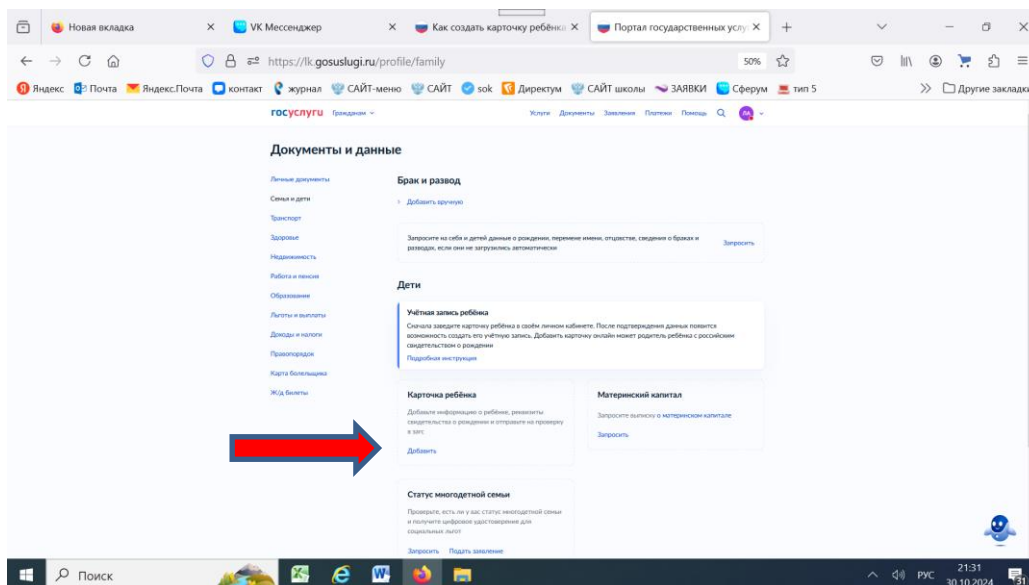 Новая вкладка
VK Мессенджер
Как создать карточку ребёнка
Портал государственных услу
https://lk.gosuslugi.ru/profile/family
50%
Яндекс Почта Яндекс.Почта контакт журнал САЙТ-меню САЙТ sok Директум САЙТ школы ЗАЯВКИ Сферум тип 5 Другие закладки
госуслуги Гражданам Услуги Документы Заявления Платежи Помощь
Документы и данные
Личные документы
Семья и дети
Транспорт
Здоровье
Недвижимость
Работа и пенсия
Образование
Льготы и выплаты
Доходы и налоги
Правопорядок
Карта болельщика
Ж/д билеты
Брак и развод
Добавить вручную
Запросите на себя и детей данные о рождении, перемене имени, отцовстве, сведения о браках и
разводах, если они не загрузились автоматически
Запросить
Дети
Учётная запись ребёнка
Сначала заведите карточку ребёнка в своём личном кабинете. После подтверждения данных появится
возможность создать его учётную запись. Добавить карточку онлайн может родитель ребёнка с российским
свидетельством о рождении
Подробная инструкция
Карточка ребёнка
Добавьте информацию о ребёнке, реквизиты
свидетельства о рождении и отправьте на проверку
в загс
Добавить
Материнский капитал
Запросите выписку о материнском капитале
Запросить
Статус многодетной семьи
Проверьте, есть ли у вас статус многодетной семьи
и получите цифровое удостоверение для
социальных льгот
Запросить Подать заявление
Поиск
РУС
21:31
30.10.2024